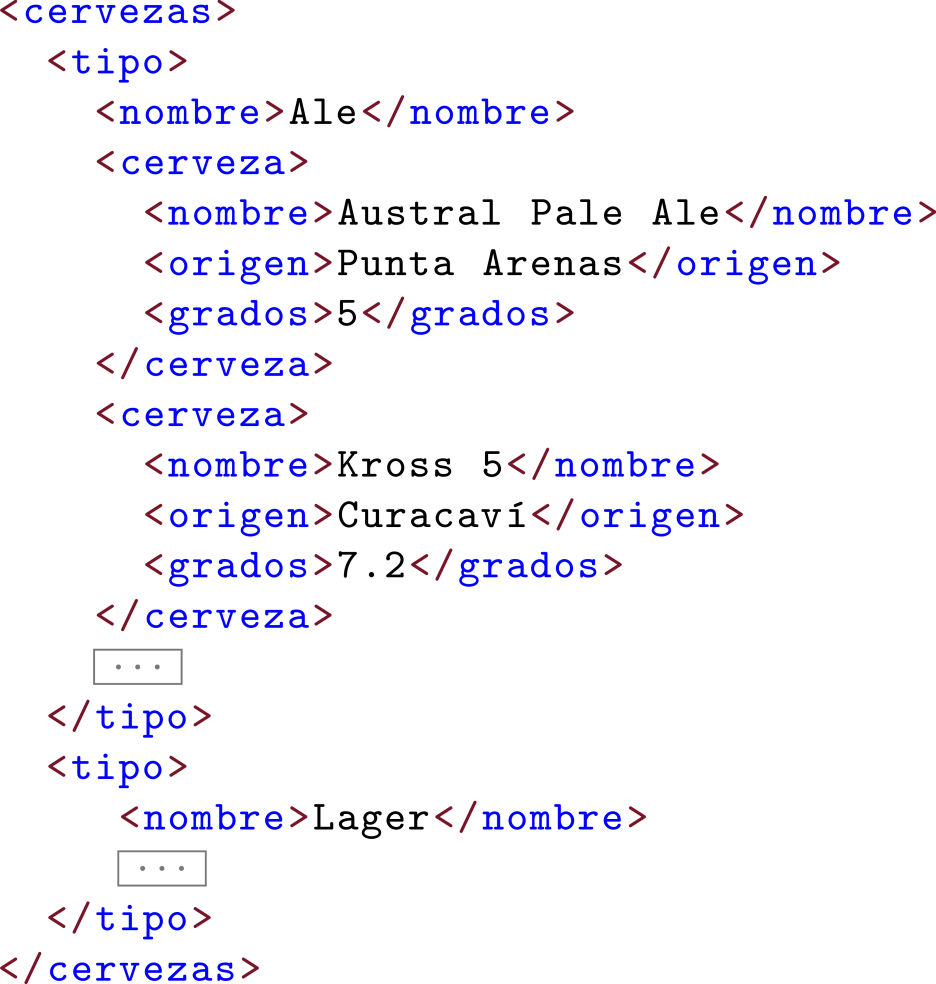 <cervezas>
  <tipo>
    <nombre>Ale</nombre>
    <cerveza>
      <nombre>Austral Pale Ale</nombre>
      <origen>Punta Arenas</origen>
      <grados>5</grados>
    </cerveza>
    <cerveza>
      <nombre>Kross 5</nombre>
      <origen>Curacaví</origen>
      <grados>7.2</grados>
    </cerveza>
    ...
  </tipo>
  <tipo>
     <nombre>Lager</nombre>
     ...
  </tipo>
</cervezas>